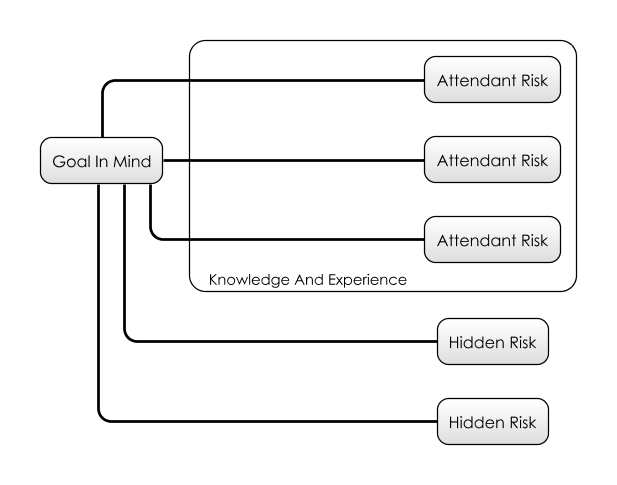 Attendant Risk
Goal In Mind
Attendant Risk
Attendant Risk
Knowledge And Experience
Hidden Risk
Hidden Risk